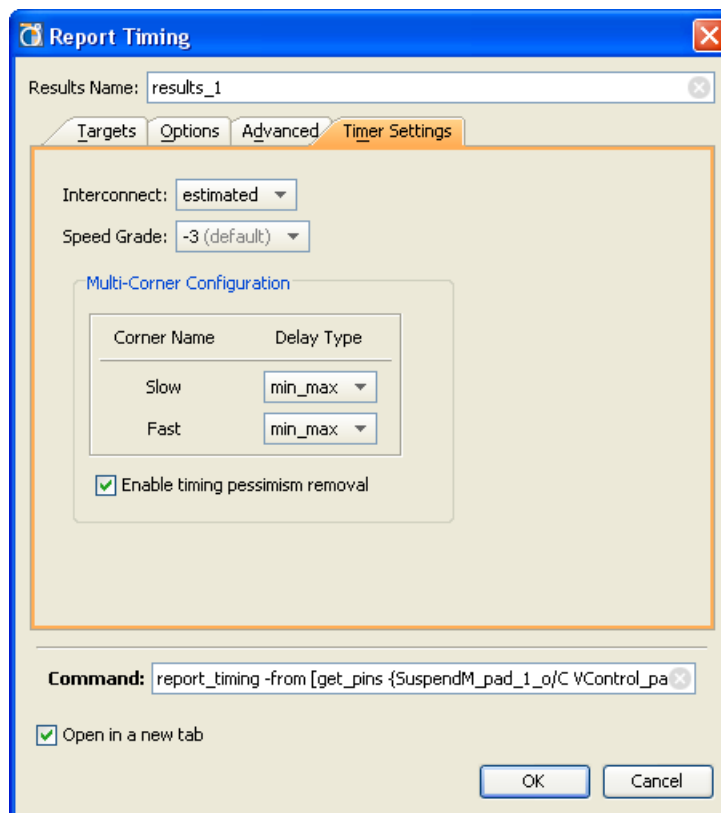 Report Timing
Results Name: results_1
Targets Options Advanced Timer Settings
Interconnect: estimated
Speed Grade: -3 (default)
Multi-Corner Configuration
Corner Name Delay Type
Slow min_max
Fast min_max
Enable timing pessimism removal
Command: report_timing -from [get_pins {SuspendM_pad_1_o/C VControl_pa
Open in a new tab
OK Cancel